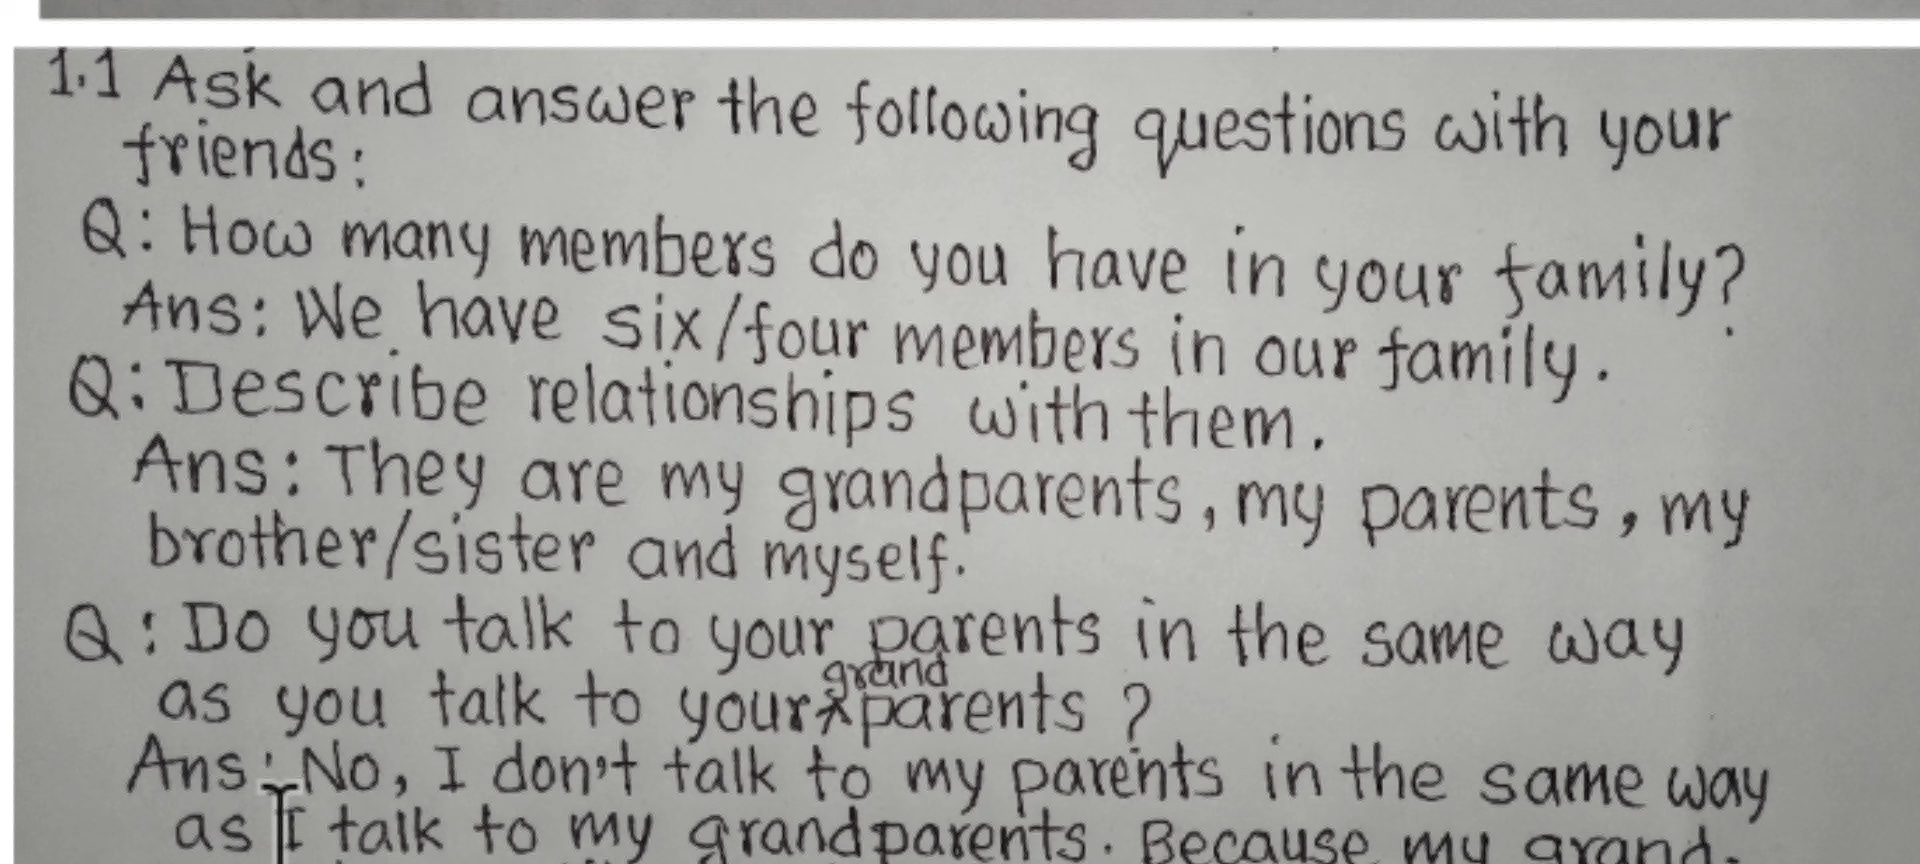 1.1 Ask and answer the following questions with your
friends:
Q: How many members do you have in your family?
Ans: We have six/four members in our family.
Q: Describe relationships with them.
Ans: They are my grandparents, my parents, my
brother/sister and myself.
Q: Do you talk to your parents in the same way
grand
as you talk to your parents?
Ans: No, I don't talk to my parents in the same way
as I talk to my grandparents. Because my grand-